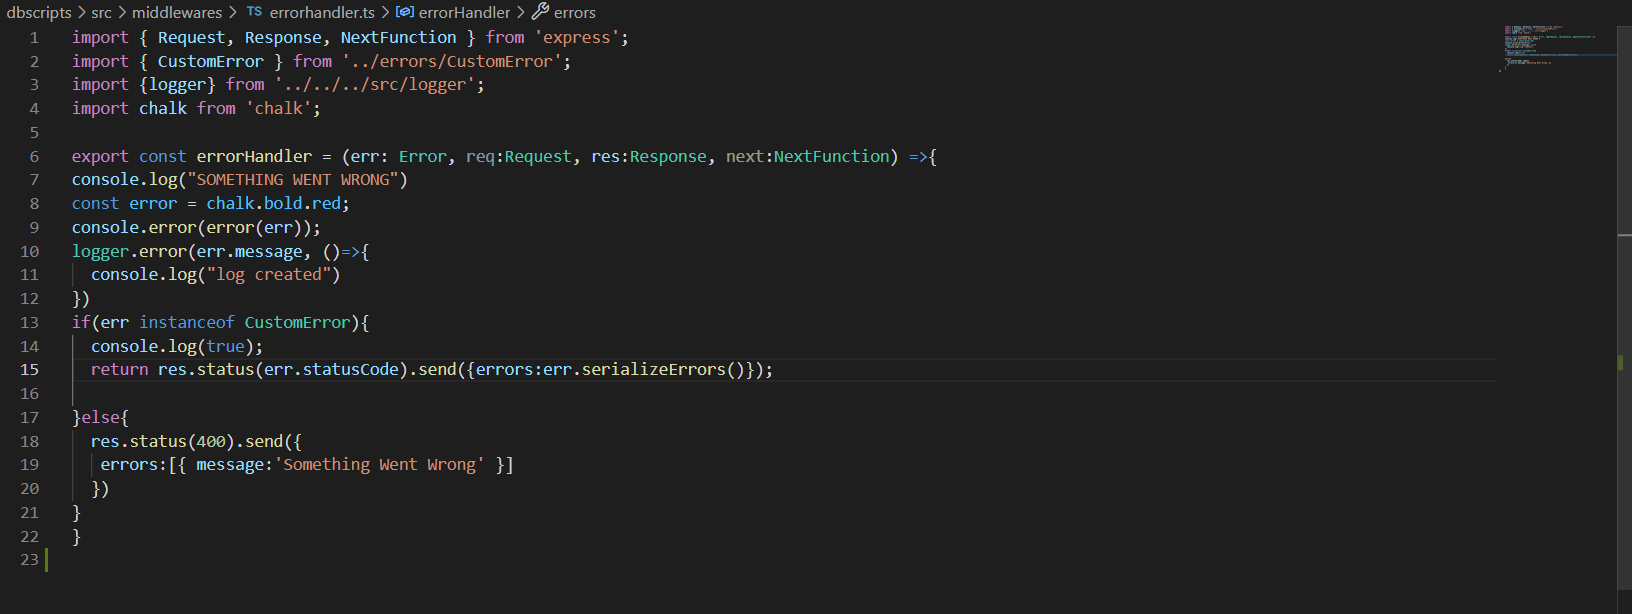 dbscripts > src > middlewares > TS errorhandler.ts > errorHandler > errors
1 import { Request, Response, NextFunction } from 'express';
2 import { CustomError } from '../errors/CustomError';
3 import {logger} from '../../../src/logger';
4 import chalk from 'chalk';
5
6 export const errorHandler = (err: Error, req:Request, res:Response, next:NextFunction) =>{
7 console.log("SOMETHING WENT WRONG")
8 const error = chalk.bold.red;
9 console.error(error(err));
10 logger.error(err.message, ()=>{
11   console.log("log created")
12 })
13 if(err instanceof CustomError){
14   console.log(true);
15   return res.status(err.statusCode).send({errors:err.serializeErrors()});
16
17 }else{
18   res.status(400).send({
19    errors:[{ message:'Something Went Wrong' }]
20   })
21 }
22 }
23